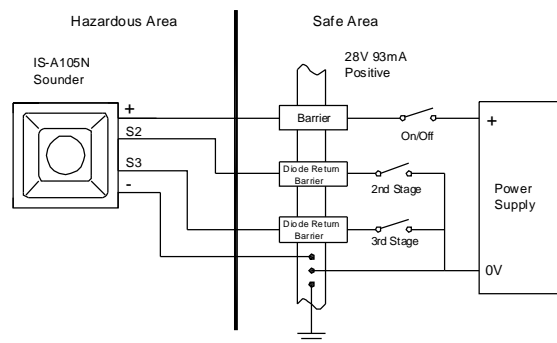 Hazardous Area
Safe Area
IS-A105N
Sounder
28V 93mA
Positive
+
S2
S3
-
Barrier
On/Off
Diode Return
Barrier
2nd Stage
Diode Return
Barrier
3rd Stage
+
Power
Supply
0V